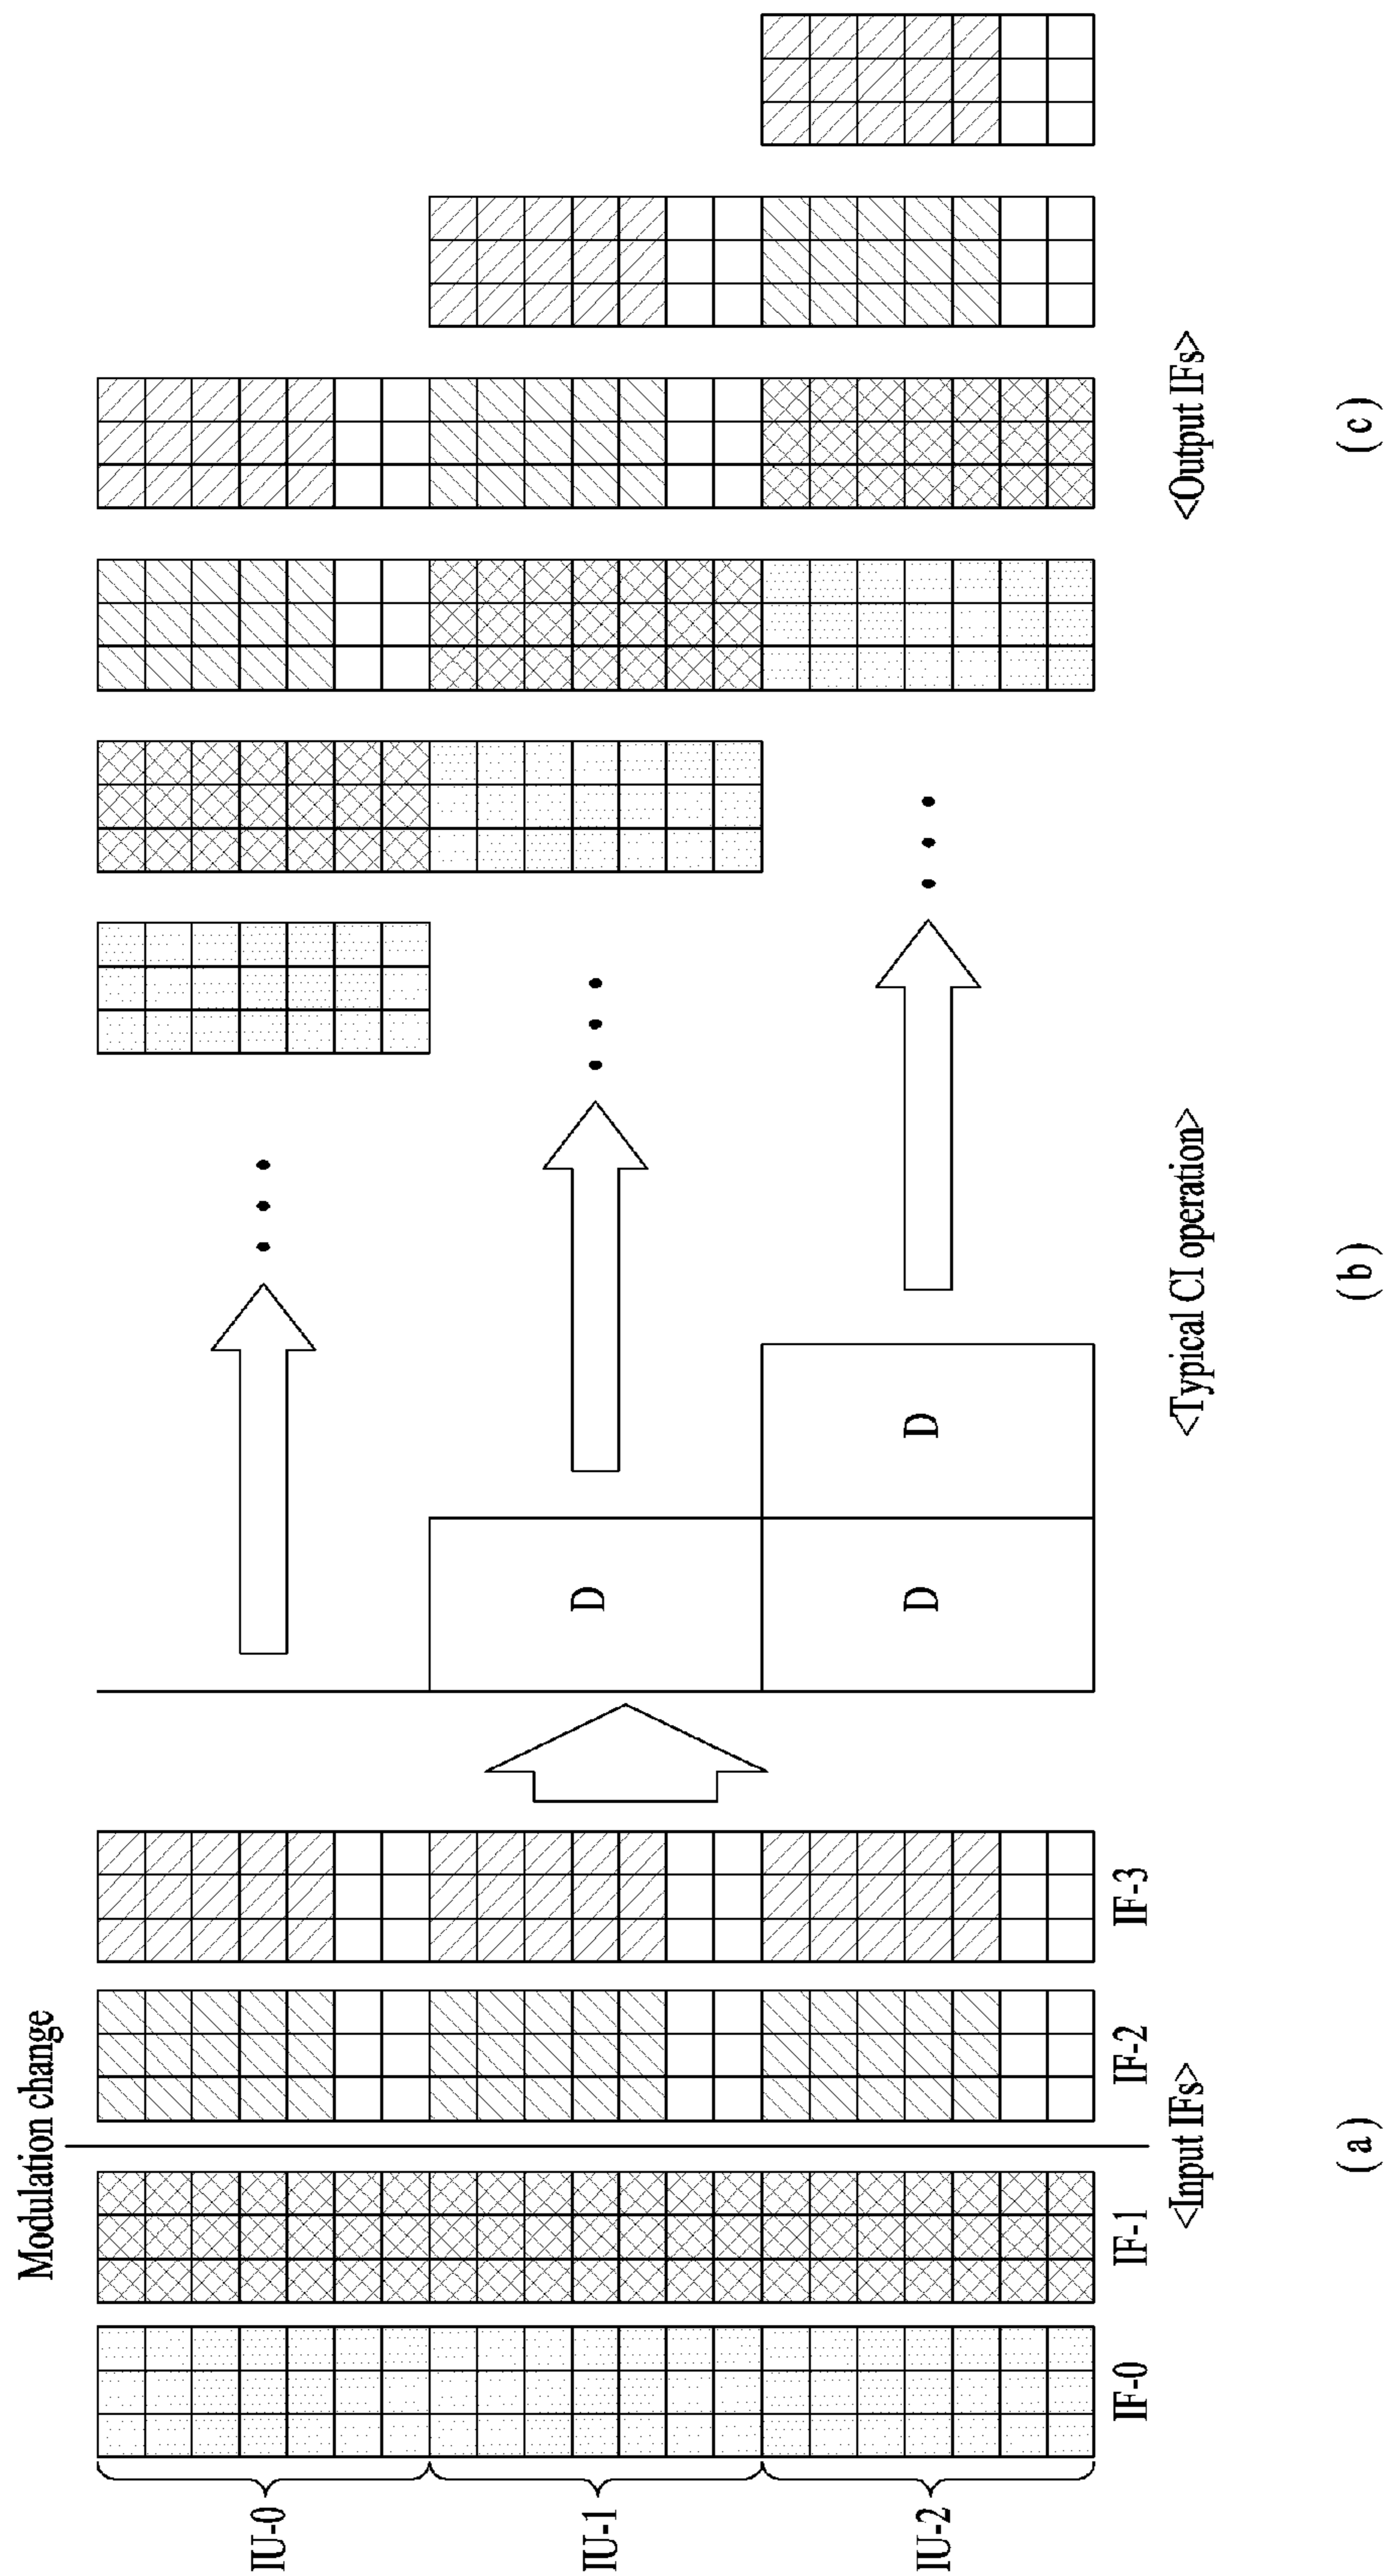 Modulation change
IU-0
IU-1
IU-2
IF-0
IF-1
IF-2
IF-3
<Input IFs>
(a)
D
D
D
<Typical CI operation>
(b)
<Output IFs>
(c)